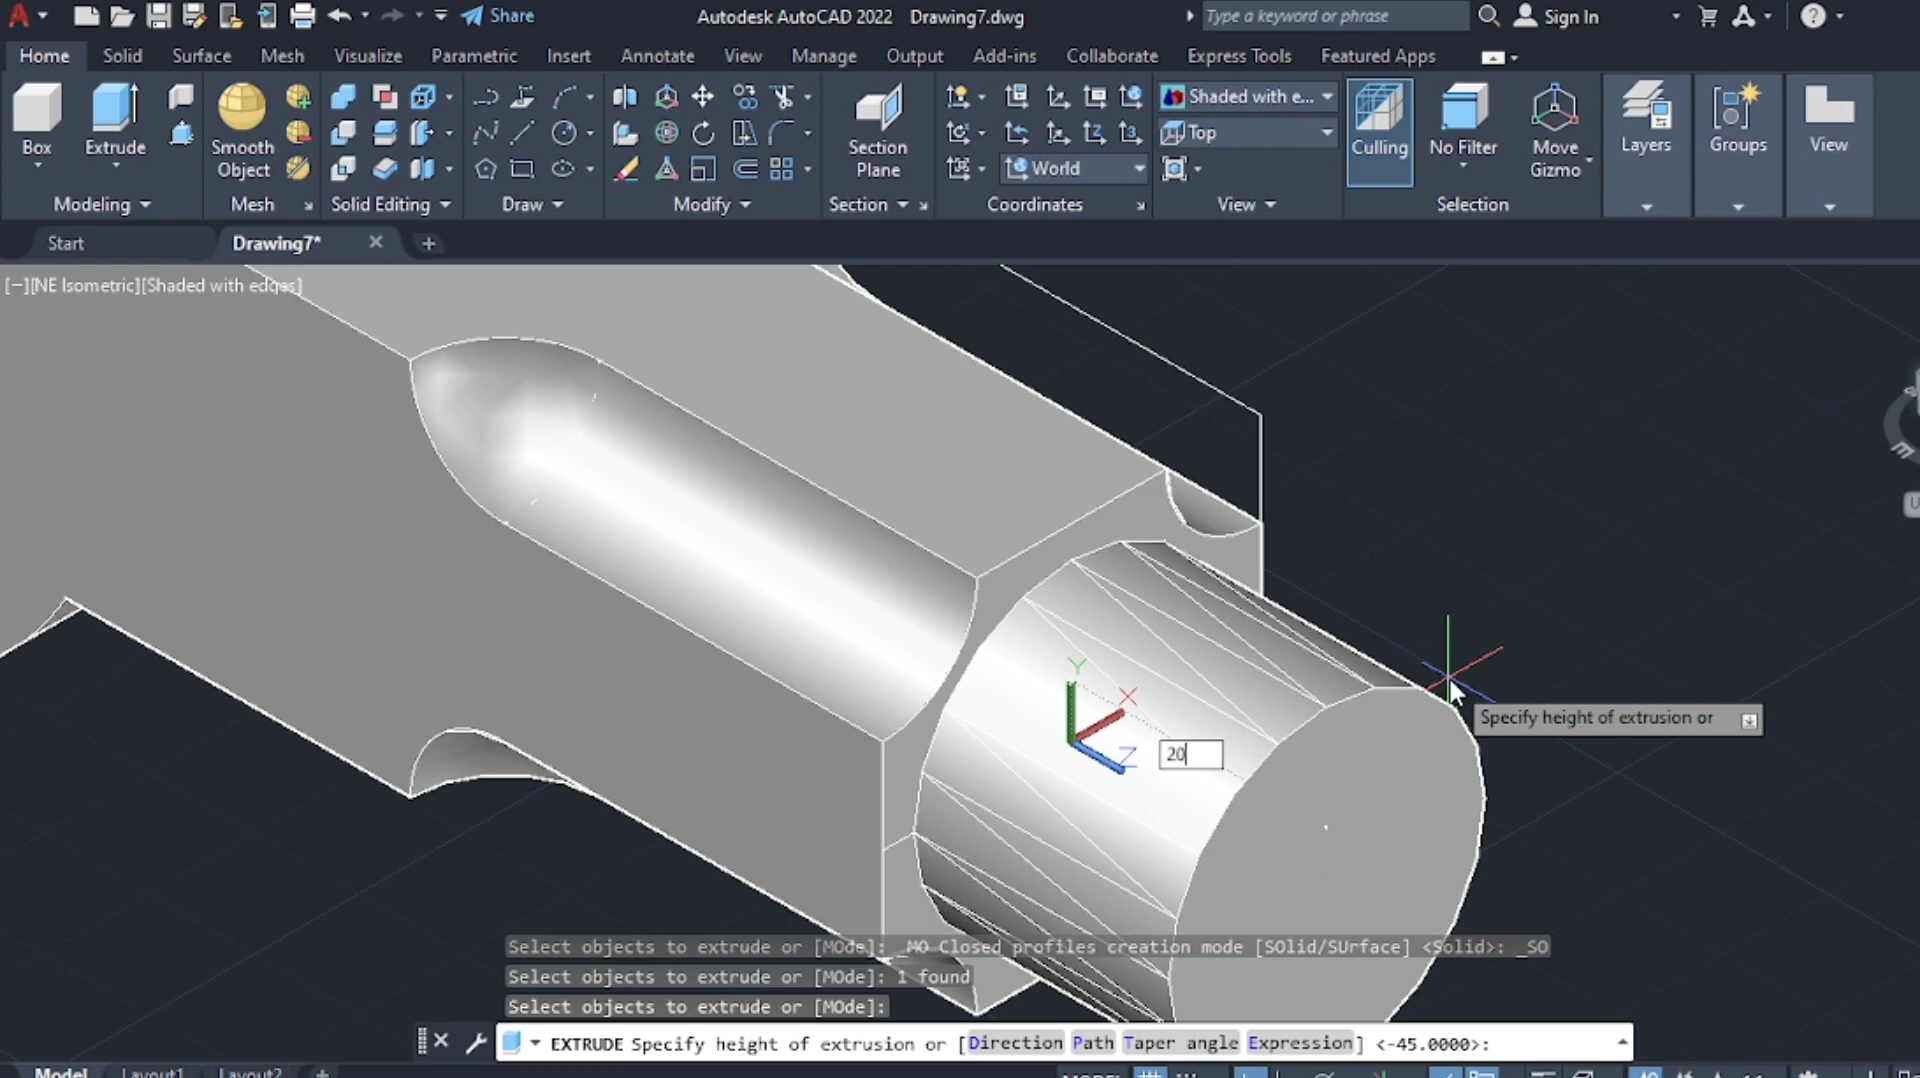 Share
Autodesk AutoCAD 2022 Drawing7.dwg
Type a keyword or phrase
Sign In
Home Solid Surface Mesh Visualize Parametric Insert Annotate View Manage Output Add-ins Collaborate Express Tools Featured Apps
Shaded with e...
Top
World
Box
Extrude
Smooth
Object
Section
Plane
Culling
No Filter
Move
Gizmo
Layers
Groups
View
Modeling Mesh Solid Editing Draw Modify Section Coordinates View Selection
Start
Drawing7*
[−][NE Isometric][Shaded with edges]
E
U
Y
X
Z
20
Specify height of extrusion or
Select objects to extrude or [MOde]: _MO Closed profiles creation mode [SOlid/SUrface] <Solid>: _SO
Select objects to extrude or [MOde]: 1 found
Select objects to extrude or [MOde]:
EXTRUDE Specify height of extrusion or [Direction Path Taper angle Expression] <-45.0000>:
Model Layout1 Layout2 +
MODEL